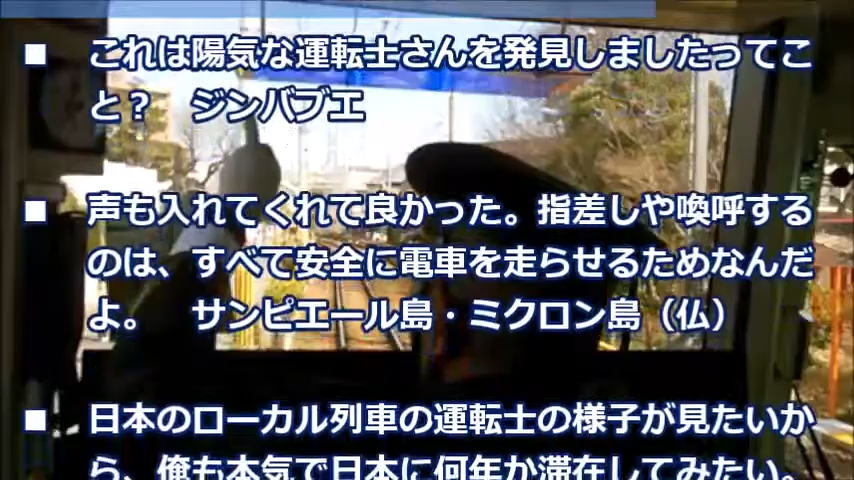 ■ これは陽気な運転士さんを発見しましたってこ
と？ ジンバブエ
■ 声も入れてくれて良かった。指差しや喚呼する
のは、すべて安全に電車を走らせるためなんだ
よ。 サンピエール島・ミクロン島（仏）
■ 日本のローカル列車の運転士の様子が見たいか
ら、俺も本気で日本に何年か滞在してみたい。